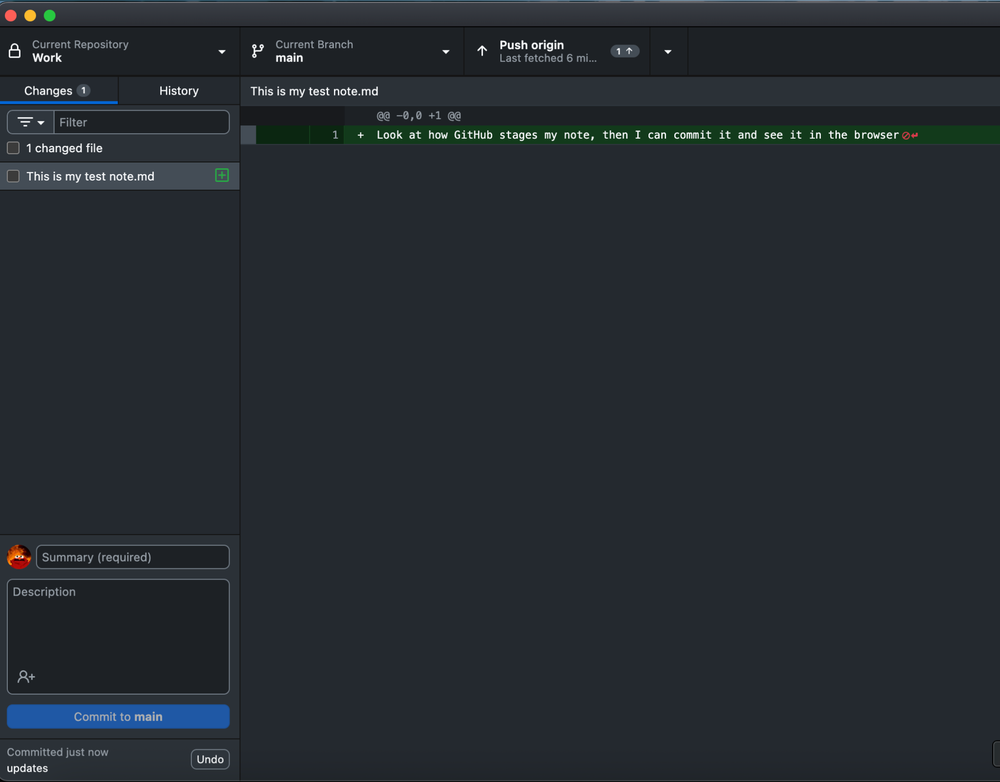 Current Repository
Work
Current Branch
main
Push origin
Last fetched 6 mi...
1
Changes 1
History
This is my test note.md
Filter
@@ -0,0 +1 @@
1 + Look at how GitHub stages my note, then I can commit it and see it in the browser
1 changed file
This is my test note.md
Summary (required)
Description
Commit to main
Committed just now
updates
Undo